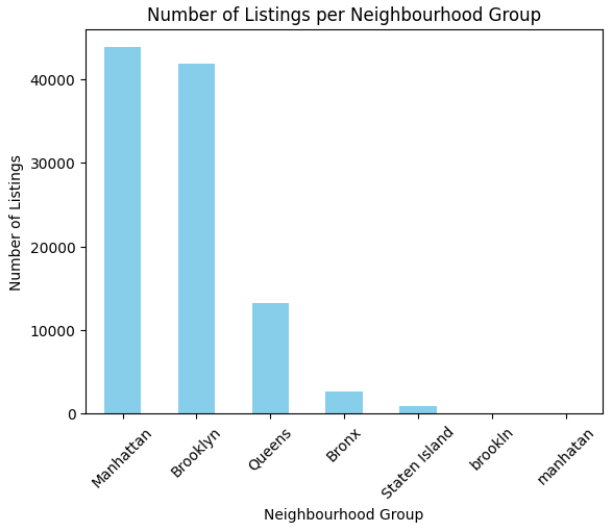 Number of Listings per Neighbourhood Group
Number of Listings
40000
30000
20000
10000
0
Manhattan
Brooklyn
Queens
Bronx
Staten Island
brookln
manhatan
Neighbourhood Group